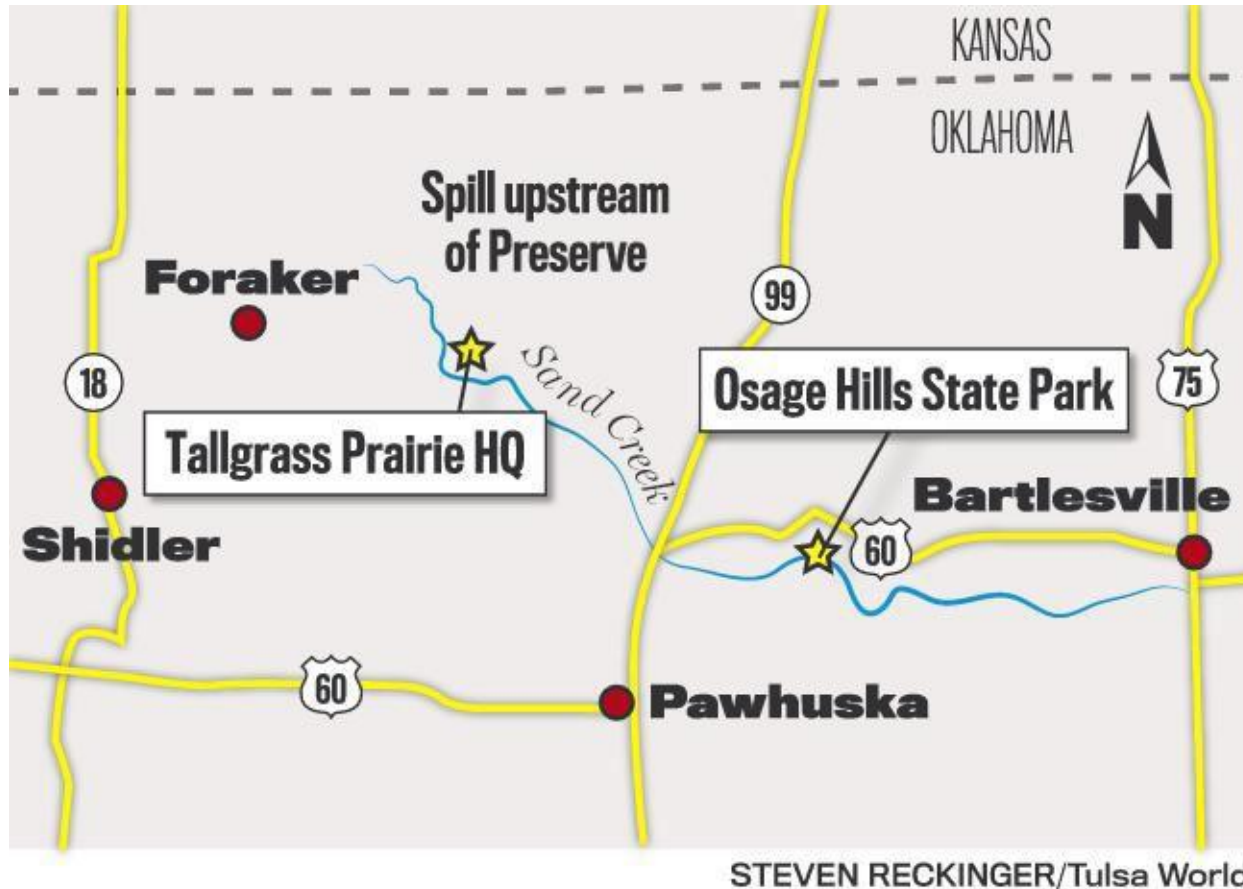 KANSAS
OKLAHOMA
N
Spill upstream
of Preserve
Foraker
99
Sand Creek
18
75
Osage Hills State Park
Tallgrass Prairie HQ
Bartlesville
Shidler
60
60
Pawhuska
STEVEN RECKINGER/Tulsa World